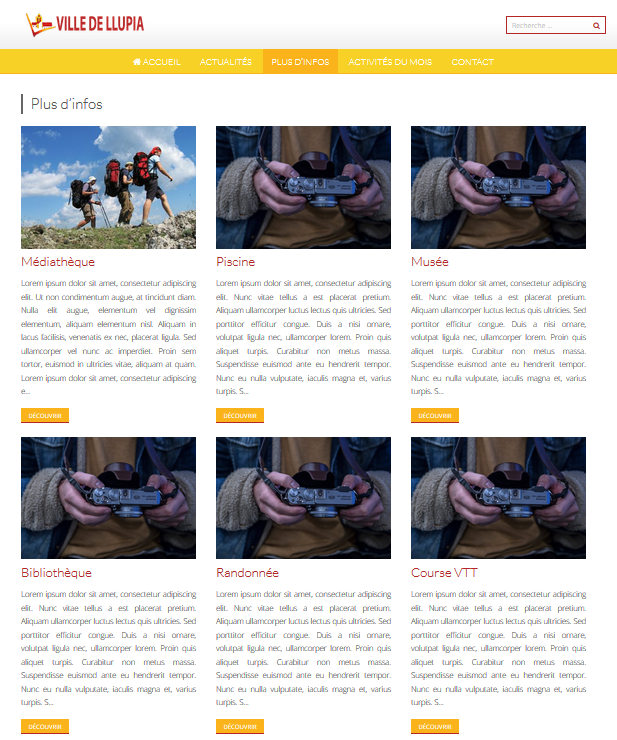 VILLE DE LLUPIA
Recherche ...
ACCUEIL ACTUALITÉS PLUS D'INFOS ACTIVITÉS DU MOIS CONTACT
Plus d'infos
Médiathèque
Lorem ipsum dolor sit amet, consectetur adipiscing
elit. Ut non condimentum augue, at tincidunt diam.
Nulla elit augue, elementum vel dignissim
elementum, aliquam elementum nisl. Aliquam in
lacus facilisis, venenatis ex nec, placerat ligula. Sed
ullamcorper vel nunc ac imperdiet. Proin sem
tortor, euismod in ultricies vitae, aliquam at quam.
Lorem ipsum dolor sit amet, consectetur adipiscing
e...
DÉCOUVRIR
Piscine
Lorem ipsum dolor sit amet, consectetur adipiscing
elit. Nunc vitae tellus a est placerat pretium.
Aliquam ullamcorper luctus lectus quis ultricies. Sed
porttitor efficitur congue. Duis a nisi ornare,
volutpat ligula nec, ullamcorper lorem. Proin quis
aliquet turpis. Curabitur non metus massa.
Suspendisse euismod ante eu hendrerit tempor.
Nunc eu nulla vulputate, iaculis magna et, varius
turpis. S...
DÉCOUVRIR
Musée
Lorem ipsum dolor sit amet, consectetur adipiscing
elit. Nunc vitae tellus a est placerat pretium.
Aliquam ullamcorper luctus lectus quis ultricies. Sed
porttitor efficitur congue. Duis a nisi ornare,
volutpat ligula nec, ullamcorper lorem. Proin quis
aliquet turpis. Curabitur non metus massa.
Suspendisse euismod ante eu hendrerit tempor.
Nunc eu nulla vulputate, iaculis magna et, varius
turpis. S...
DÉCOUVRIR
Bibliothèque
Lorem ipsum dolor sit amet, consectetur adipiscing
elit. Nunc vitae tellus a est placerat pretium.
Aliquam ullamcorper luctus lectus quis ultricies. Sed
porttitor efficitur congue. Duis a nisi ornare,
volutpat ligula nec, ullamcorper lorem. Proin quis
aliquet turpis. Curabitur non metus massa.
Suspendisse euismod ante eu hendrerit tempor.
Nunc eu nulla vulputate, iaculis magna et, varius
turpis. S...
DÉCOUVRIR
Randonnée
Lorem ipsum dolor sit amet, consectetur adipiscing
elit. Nunc vitae tellus a est placerat pretium.
Aliquam ullamcorper luctus lectus quis ultricies. Sed
porttitor efficitur congue. Duis a nisi ornare,
volutpat ligula nec, ullamcorper lorem. Proin quis
aliquet turpis. Curabitur non metus massa.
Suspendisse euismod ante eu hendrerit tempor.
Nunc eu nulla vulputate, iaculis magna et, varius
turpis. S...
DÉCOUVRIR
Course VTT
Lorem ipsum dolor sit amet, consectetur adipiscing
elit. Nunc vitae tellus a est placerat pretium.
Aliquam ullamcorper luctus lectus quis ultricies. Sed
porttitor efficitur congue. Duis a nisi ornare,
volutpat ligula nec, ullamcorper lorem. Proin quis
aliquet turpis. Curabitur non metus massa.
Suspendisse euismod ante eu hendrerit tempor.
Nunc eu nulla vulputate, iaculis magna et, varius
turpis. S...
DÉCOUVRIR